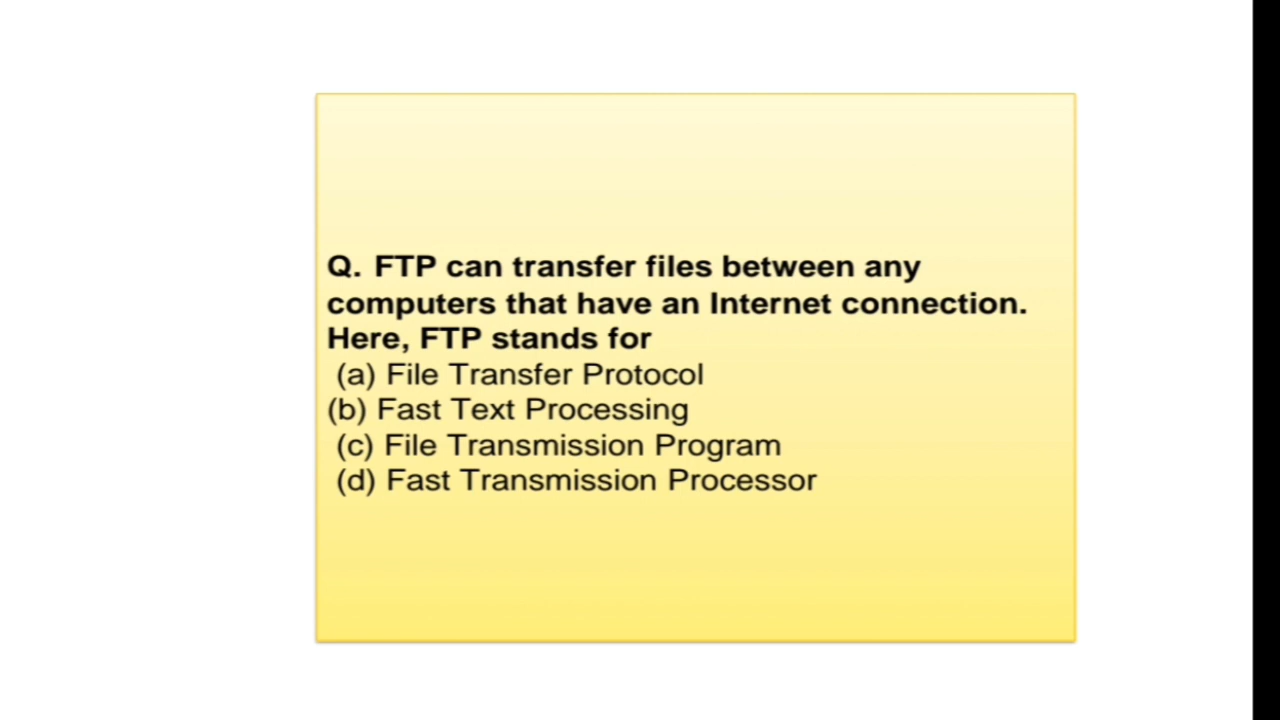 Q. FTP can transfer files between any
computers that have an Internet connection.
Here, FTP stands for
(a) File Transfer Protocol
(b) Fast Text Processing
(c) File Transmission Program
(d) Fast Transmission Processor